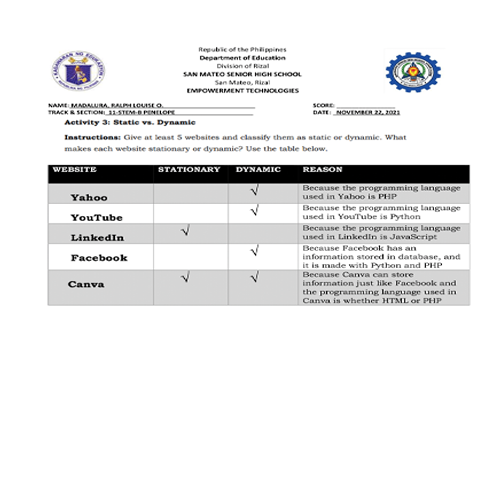 Republic of the Philippines
Department of Education
Division of Rizal
SAN MATEO SENIOR HIGH SCHOOL
San Mateo, Rizal
EMPOWERMENT TECHNOLOGIES
NAME: MADALURA, RALPH LOUISE O. SCORE:
TRACK & SECTION: 11-STEM-B PENELOPE DATE: NOVEMBER 22, 2021
Activity 3: Static vs. Dynamic
Instructions: Give at least 5 websites and classify them as static or dynamic. What
makes each website stationary or dynamic? Use the table below.
WEBSITE STATIONARY DYNAMIC REASON
Yahoo √ Because the programming language
used in Yahoo is PHP
YouTube √ Because the programming language
used in YouTube is Python
LinkedIn √ Because the programming language
used in LinkedIn is JavaScript
Facebook √ Because Facebook has an
information stored in database, and
it is made with Python and PHP
Canva √ √ Because Canva can store
information just like Facebook and
the programming language used in
Canva is whether HTML or PHP